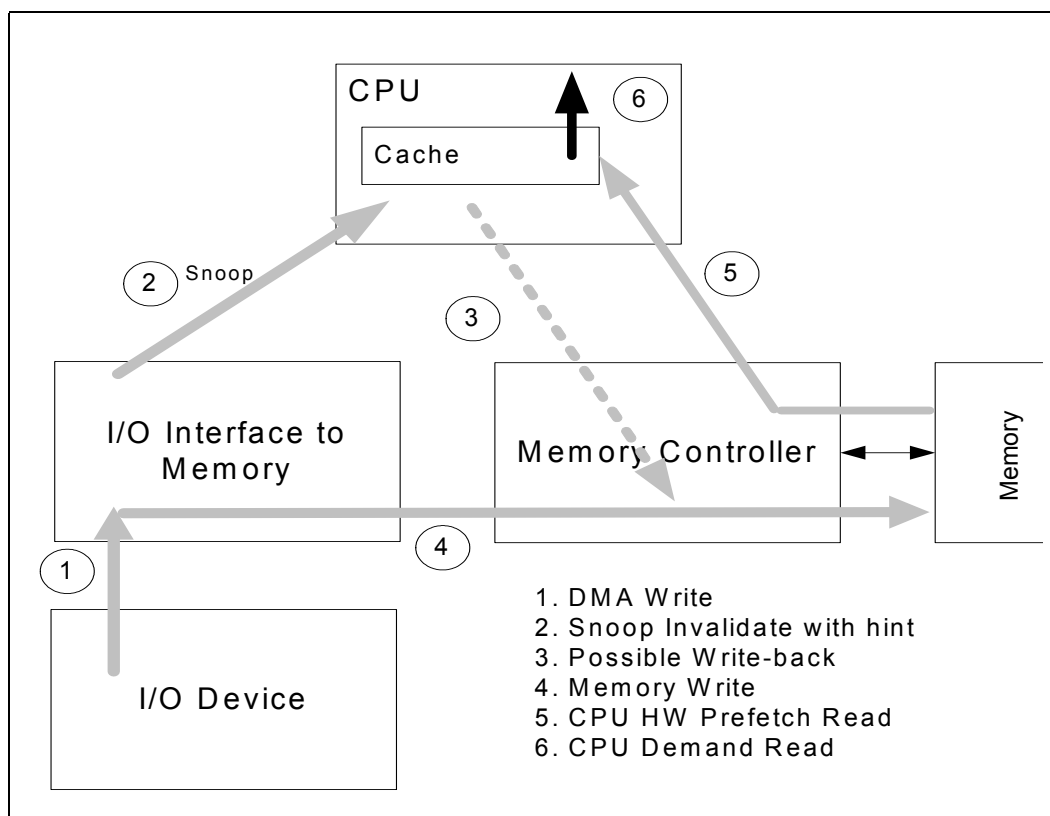 CPU
6
Cache
2
Snoop
5
3
I/O Interface to
Memory
Memory Controller
Memory
4
1
I/O Device
1. DMA Write
2. Snoop Invalidate with hint
3. Possible Write-back
4. Memory Write
5. CPU HW Prefetch Read
6. CPU Demand Read